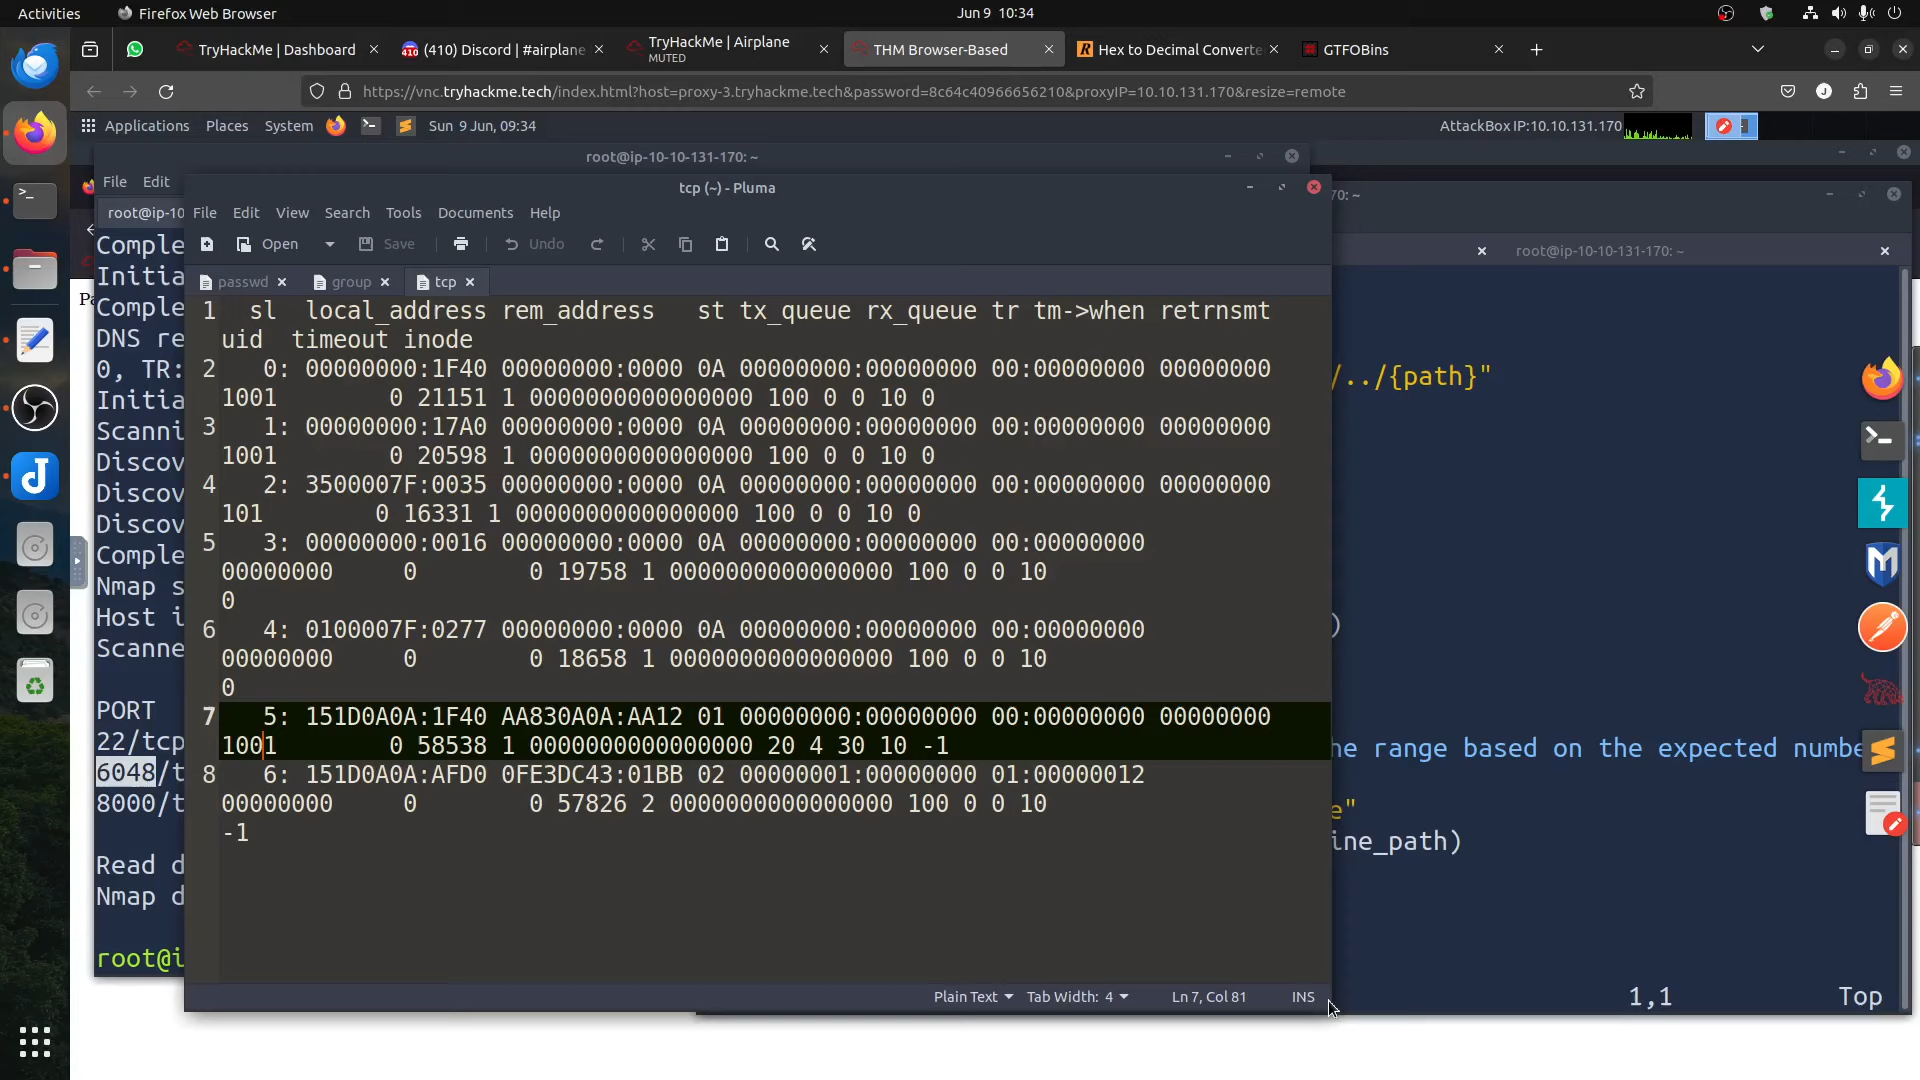 Activities Firefox Web Browser Jun 9 10:34
TryHackMe | Dashboard (410) Discord | #airplane TryHackMe | Airplane MUTED THM Browser-Based Hex to Decimal Converte GTFOBins
https://vnc.tryhackme.tech/index.html?host=proxy-3.tryhackme.tech&password=8c64c40966656210&proxyIP=10.10.131.170&resize=remote
Applications Places System Sun 9 Jun, 09:34 AttackBox IP:10.10.131.170
root@ip-10-10-131-170: ~
File Edit
tcp (~) - Pluma
170: ~
root@ip-10
File Edit View Search Tools Documents Help
Open Save Undo
root@ip-10-10-131-170: ~
passwd group tcp
1 sl local_address rem_address st tx_queue rx_queue tr tm->when retrnsmt
uid timeout inode
2 0: 00000000:1F40 00000000:0000 0A 00000000:00000000 00:00000000 00000000
1001 0 21151 1 0000000000000000 100 0 0 10 0
3 1: 00000000:17A0 00000000:0000 0A 00000000:00000000 00:00000000 00000000
1001 0 20598 1 0000000000000000 100 0 0 10 0
4 2: 3500007F:0035 00000000:0000 0A 00000000:00000000 00:00000000 00000000
101 0 16331 1 0000000000000000 100 0 0 10 0
5 3: 00000000:0016 00000000:0000 0A 00000000:00000000 00:00000000
00000000 0 0 19758 1 0000000000000000 100 0 0 10
0
6 4: 0100007F:0277 00000000:0000 0A 00000000:00000000 00:00000000
00000000 0 0 18658 1 0000000000000000 100 0 0 10
0
7 5: 151D0A0A:1F40 AA830A0A:AA12 01 00000000:00000000 00:00000000 00000000
1001 0 58538 1 0000000000000000 20 4 30 10 -1
8 6: 151D0A0A:AFD0 0FE3DC43:01BB 02 00000001:00000000 01:00000012
00000000 0 0 57826 2 0000000000000000 100 0 0 10
-1
Plain Text Tab Width: 4 Ln 7, Col 81 INS
Comple
Initia
Comple
DNS re
0, TR:
Initia
Scanni
Discov
Discov
Discov
Comple
Nmap s
Host i
Scanne
PORT
22/tcp
6048/t
8000/t
Read d
Nmap d
root@i
/../{path}"
)
he range based on the expected numbe
e"
ine_path)
1,1 Top